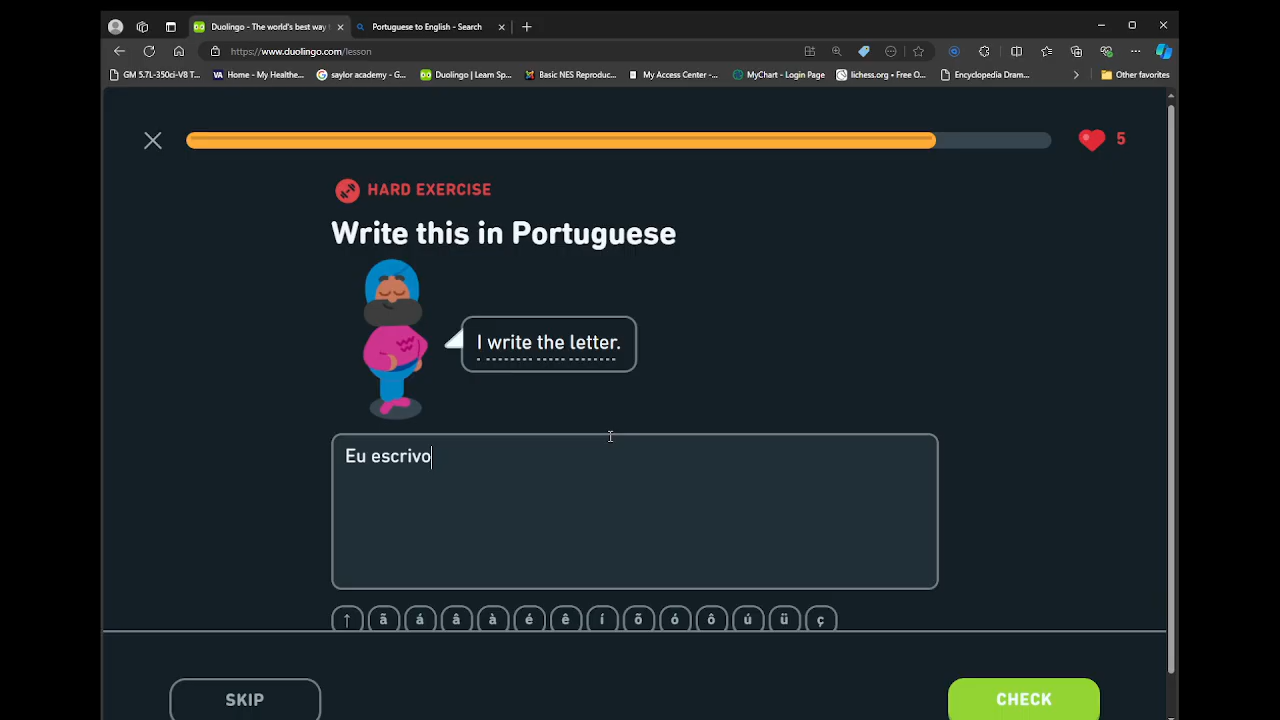 Duolingo - The world's best way t
Portuguese to English - Search
https://www.duolingo.com/lesson
GM 5.7L-350ci-V8 T...
Home - My Healthe...
saylor academy - G...
Duolingo | Learn Sp...
Basic NES Reproduc...
My Access Center -...
MyChart - Login Page
lichess.org • Free O...
Encyclopedia Dram...
Other favorites
5
HARD EXERCISE
Write this in Portuguese
I write the letter.
Eu escrivo
↑ ã á â à é ê í õ ó ô ú ü ç
SKIP
CHECK